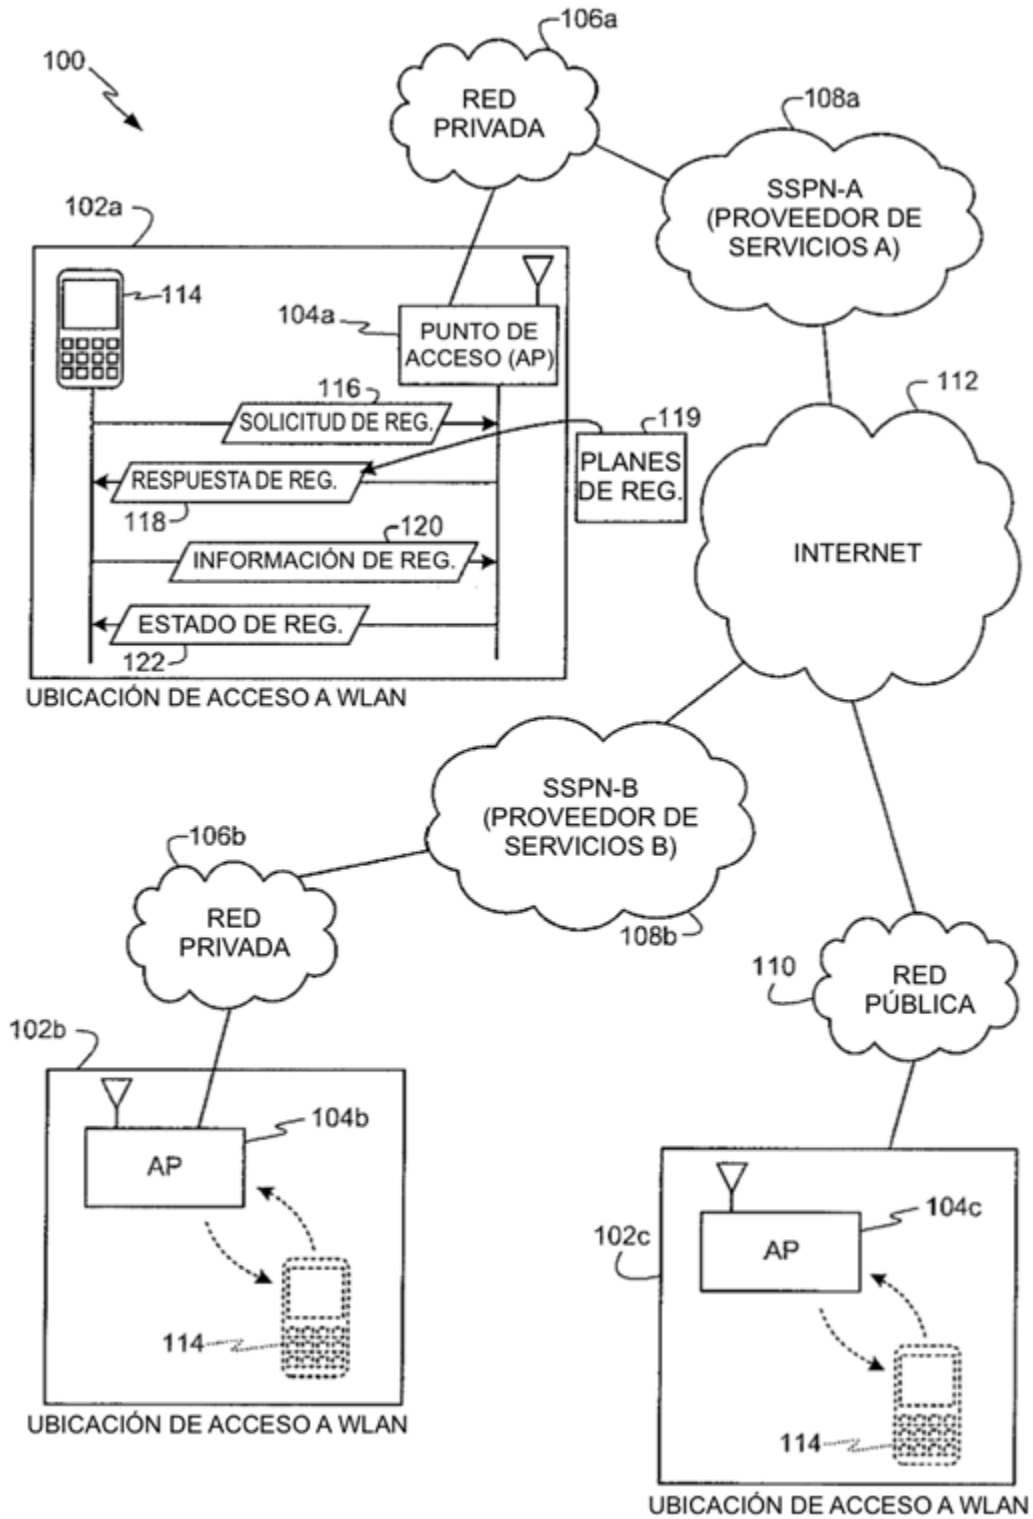 106a
100
RED
PRIVADA
108a
SSPN-A
(PROVEEDOR DE
SERVICIOS A)
102a
114
104a
PUNTO DE
ACCESO (AP)
112
116
SOLICITUD DE REG.
119
PLANES
DE REG.
RESPUESTA DE REG.
118
120
INFORMACIÓN DE REG.
INTERNET
ESTADO DE REG.
122
UBICACIÓN DE ACCESO A WLAN
SSPN-B
(PROVEEDOR DE
SERVICIOS B)
108b
106b
RED
PRIVADA
110
RED
PÚBLICA
102b
104b
AP
114
UBICACIÓN DE ACCESO A WLAN
102c
104c
AP
114
UBICACIÓN DE ACCESO A WLAN